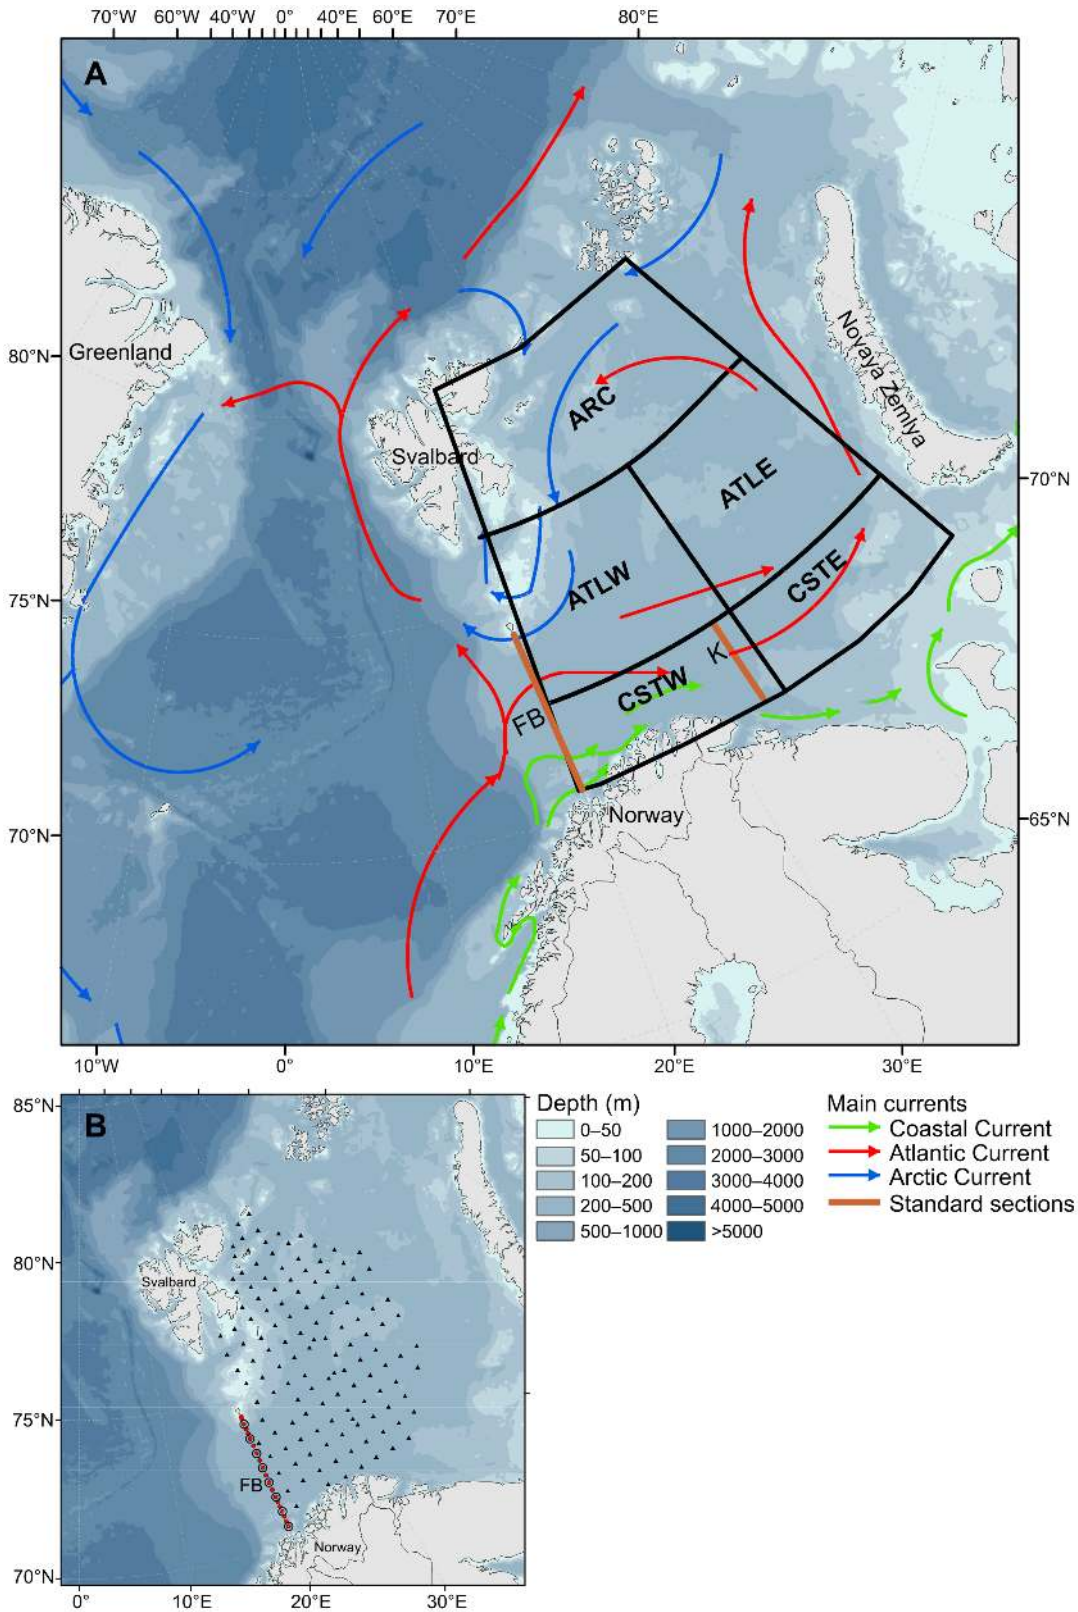 70°W 60°W 40°W 0° 40°E 60°E 70°E 80°E
A
Greenland
80°N
Novaya Zemlya
ARC
Svalbard
ATLE
70°N
ATLW
CSTE
75°N
K
CSTW
FB
Norway
70°N
65°N
10°W 0° 10°E 20°E 30°E
85°N
B
80°N
Svalbard
75°N
FB
Norway
70°N
0° 10°E 20°E 30°E
Depth (m)
0–50
50–100
100–200
200–500
500–1000
1000–2000
2000–3000
3000–4000
4000–5000
>5000
Main currents
Coastal Current
Atlantic Current
Arctic Current
Standard sections